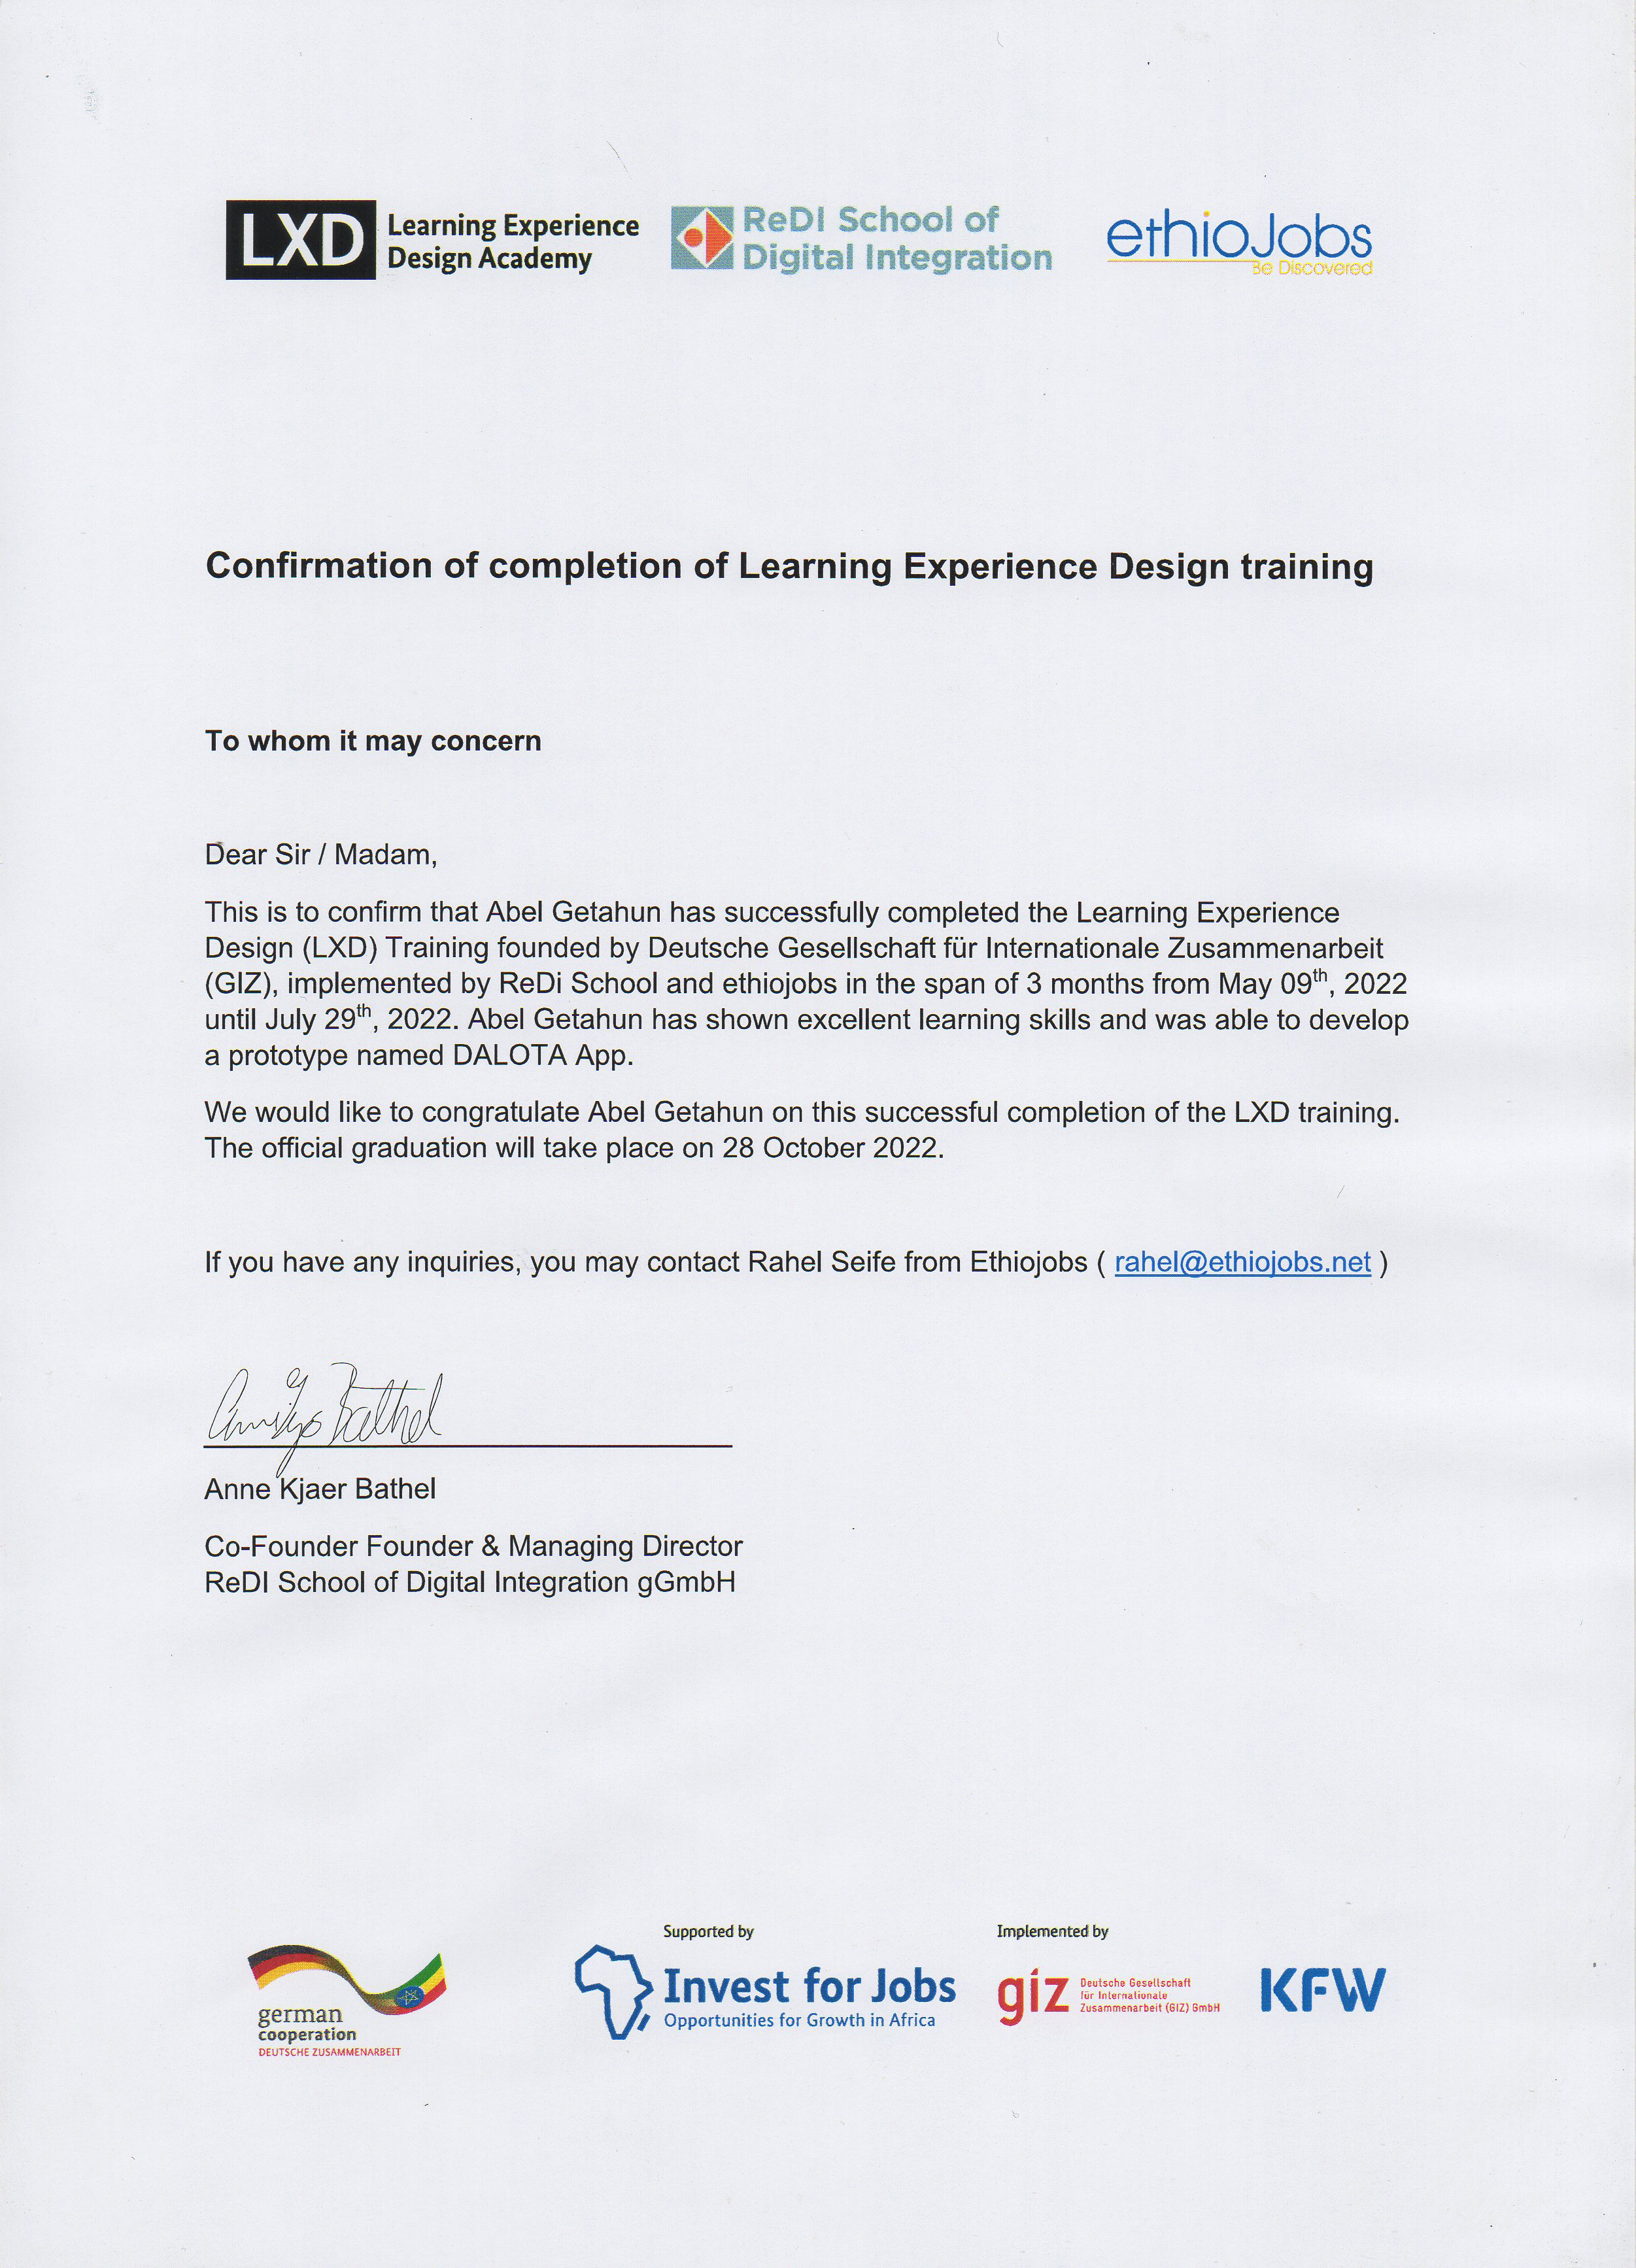 LXD Learning Experience Design Academy
ReDI School of Digital Integration
ethioJobs
Be Discovered
Confirmation of completion of Learning Experience Design training
To whom it may concern
Dear Sir / Madam,
This is to confirm that Abel Getahun has successfully completed the Learning Experience
Design (LXD) Training founded by Deutsche Gesellschaft für Internationale Zusammenarbeit
(GIZ), implemented by ReDi School and ethiojobs in the span of 3 months from May 09th, 2022
until July 29th, 2022. Abel Getahun has shown excellent learning skills and was able to develop
a prototype named DALOTA App.
We would like to congratulate Abel Getahun on this successful completion of the LXD training.
The official graduation will take place on 28 October 2022.
If you have any inquiries, you may contact Rahel Seife from Ethiojobs ( rahel@ethiojobs.net )
Anne Kjaer Bathel
Co-Founder Founder & Managing Director
ReDI School of Digital Integration gGmbH
german
cooperation
DEUTSCHE ZUSAMMENARBEIT
Supported by
Invest for Jobs
Opportunities for Growth in Africa
Implemented by
giz
Deutsche Gesellschaft
für Internationale
Zusammenarbeit (GIZ) GmbH
KFW